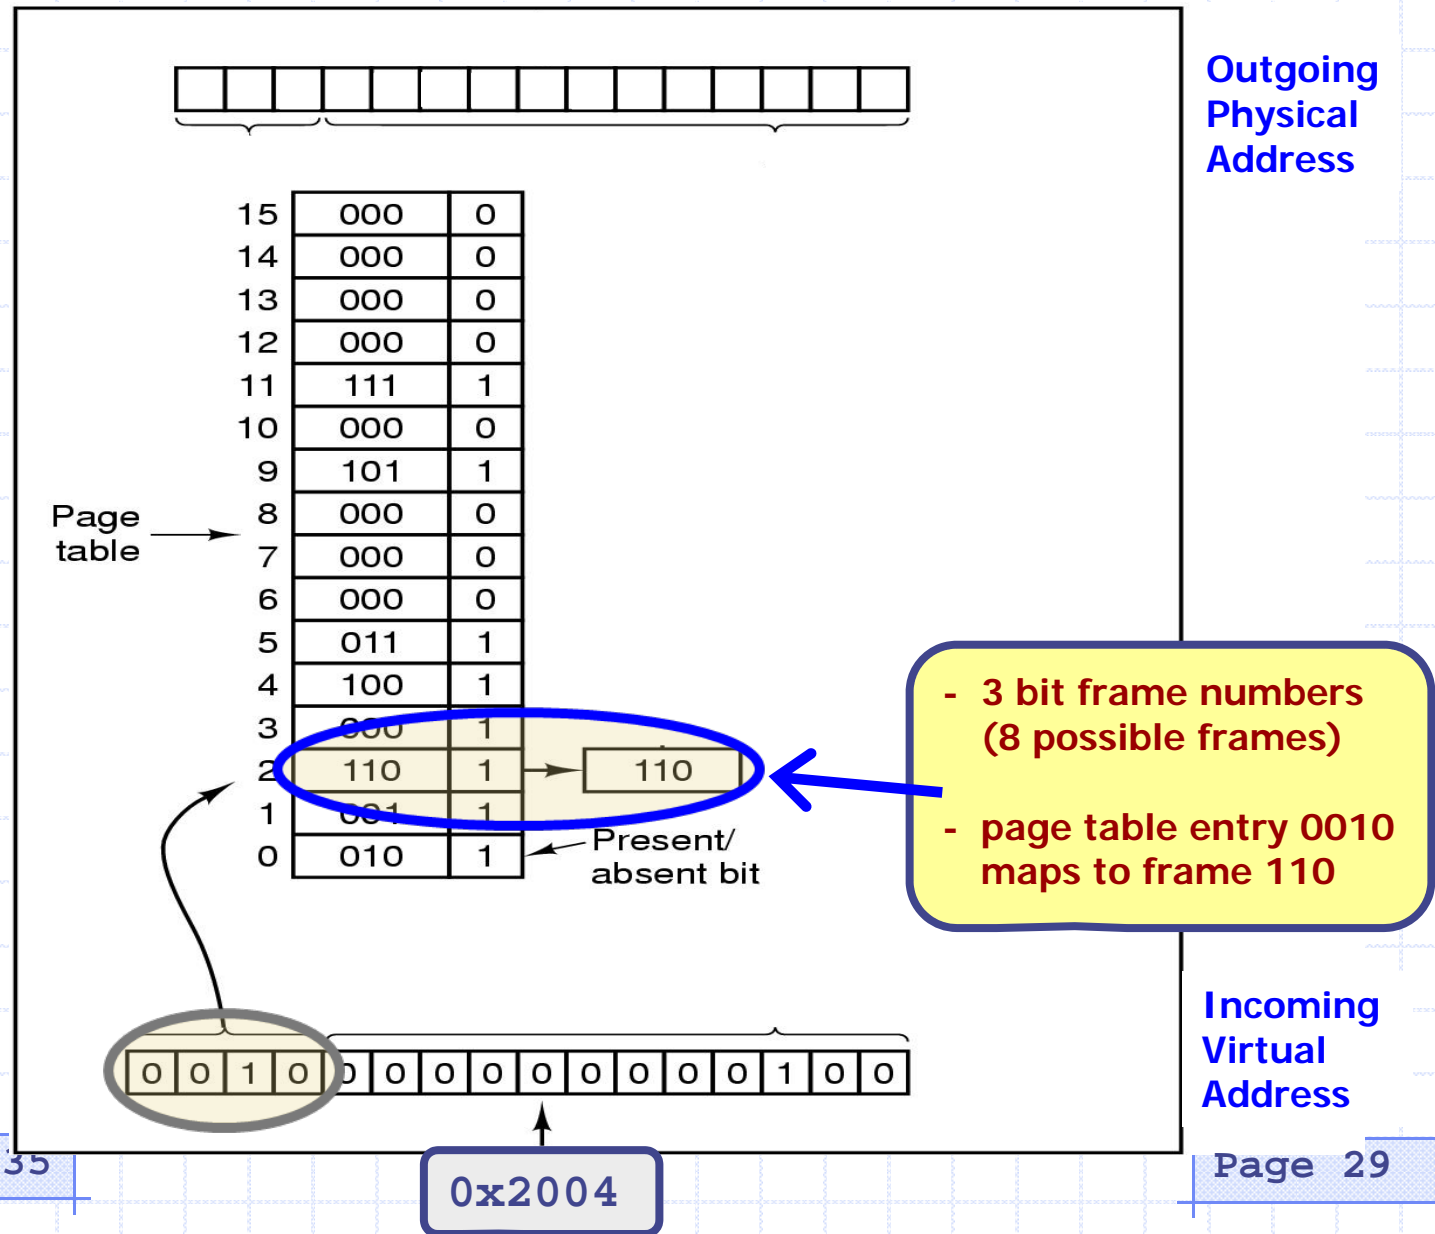 Outgoing
Physical
Address
15 000 0
14 000 0
13 000 0
12 000 0
11 111 1
10 000 0
9 101 1
8 000 0
7 000 0
6 000 0
5 011 1
4 100 1
3 000 1
2 110 1 110
1 001 1
0 010 1
Page
table
Present/
absent bit
- 3 bit frame numbers
(8 possible frames)
- page table entry 0010
maps to frame 110
Incoming
Virtual
Address
0 0 1 0 0 0 0 0 0 0 0 0 0 1 0 0
0x2004
35
Page 29